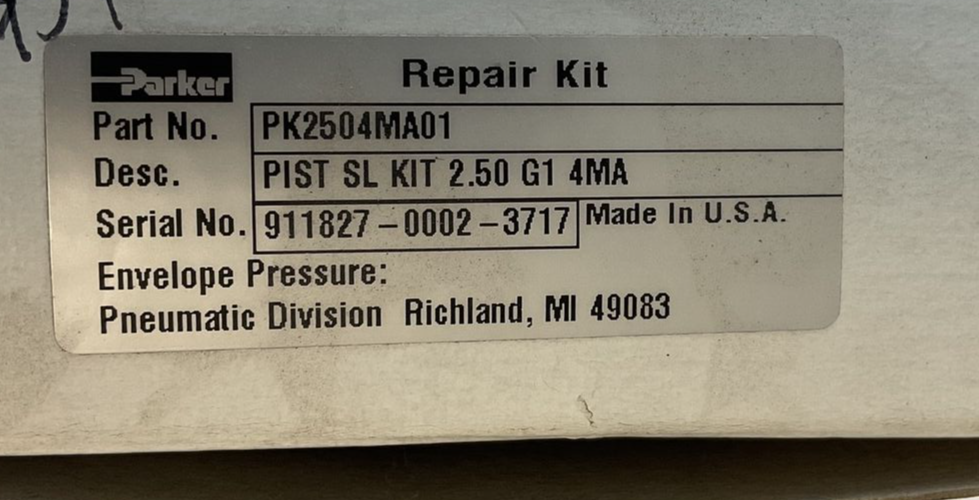 Parker Repair Kit
Part No. PK2504MA01
Desc. PIST SL KIT 2.50 G1 4MA
Serial No. 911827-0002-3717 Made In U.S.A.
Envelope Pressure:
Pneumatic Division Richland, MI 49083